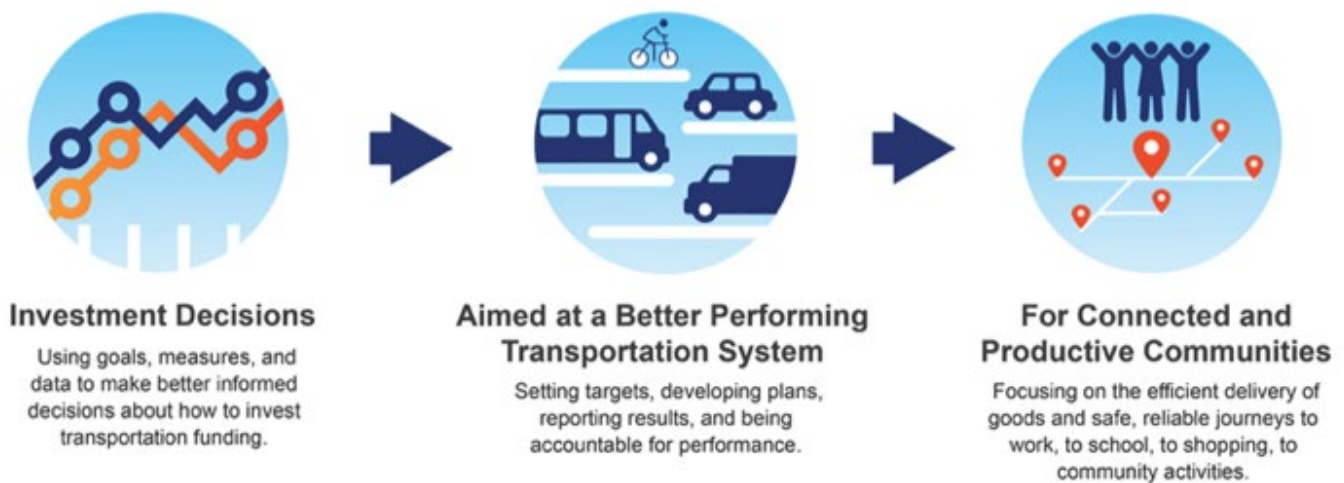 Investment Decisions
Using goals, measures, and
data to make better informed
decisions about how to invest
transportation funding.
Aimed at a Better Performing
Transportation System
Setting targets, developing plans,
reporting results, and being
accountable for performance.
For Connected and
Productive Communities
Focusing on the efficient delivery of
goods and safe, reliable journeys to
work, to school, to shopping, to
community activities.